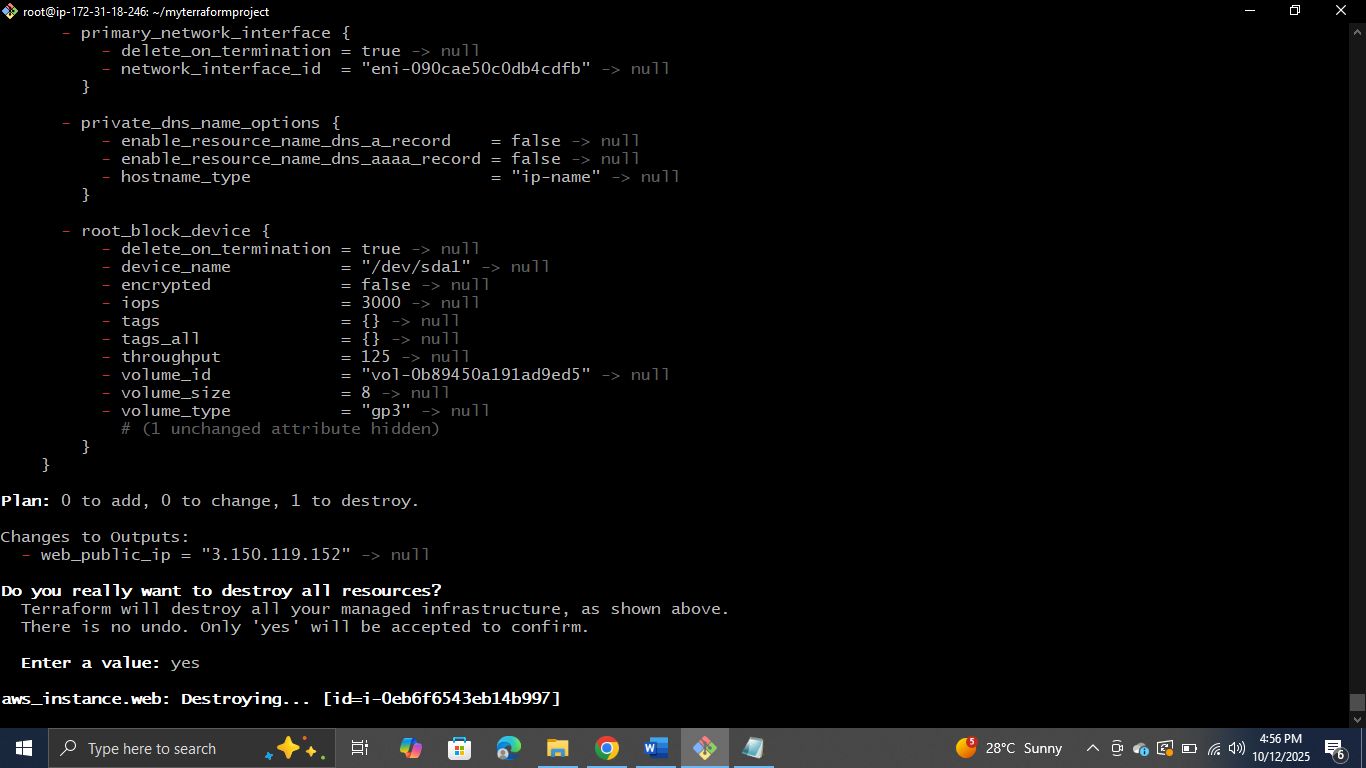 root@ip-172-31-18-246: ~/myterraformproject
      - primary_network_interface {
          - delete_on_termination = true -> null
          - network_interface_id  = "eni-090cae50c0db4cdfb" -> null
        }

      - private_dns_name_options {
          - enable_resource_name_dns_a_record    = false -> null
          - enable_resource_name_dns_aaaa_record = false -> null
          - hostname_type                        = "ip-name" -> null
        }

      - root_block_device {
          - delete_on_termination = true -> null
          - device_name           = "/dev/sda1" -> null
          - encrypted             = false -> null
          - iops                  = 3000 -> null
          - tags                  = {} -> null
          - tags_all              = {} -> null
          - throughput            = 125 -> null
          - volume_id             = "vol-0b89450a191ad9ed5" -> null
          - volume_size           = 8 -> null
          - volume_type           = "gp3" -> null
            # (1 unchanged attribute hidden)
        }
    }

Plan: 0 to add, 0 to change, 1 to destroy.

Changes to Outputs:
  - web_public_ip = "3.150.119.152" -> null

Do you really want to destroy all resources?
  Terraform will destroy all your managed infrastructure, as shown above.
  There is no undo. Only 'yes' will be accepted to confirm.

  Enter a value: yes

aws_instance.web: Destroying... [id=i-0eb6f6543eb14b997]
Type here to search
5
28°C Sunny
4:56 PM
10/12/2025
6